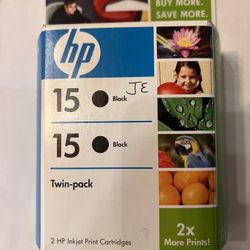 BUY MORE.
SAVE MORE.
hp
15 Black JE
15 Black
Twin-pack
2 HP Inkjet Print Cartridges
2x
More Prints!